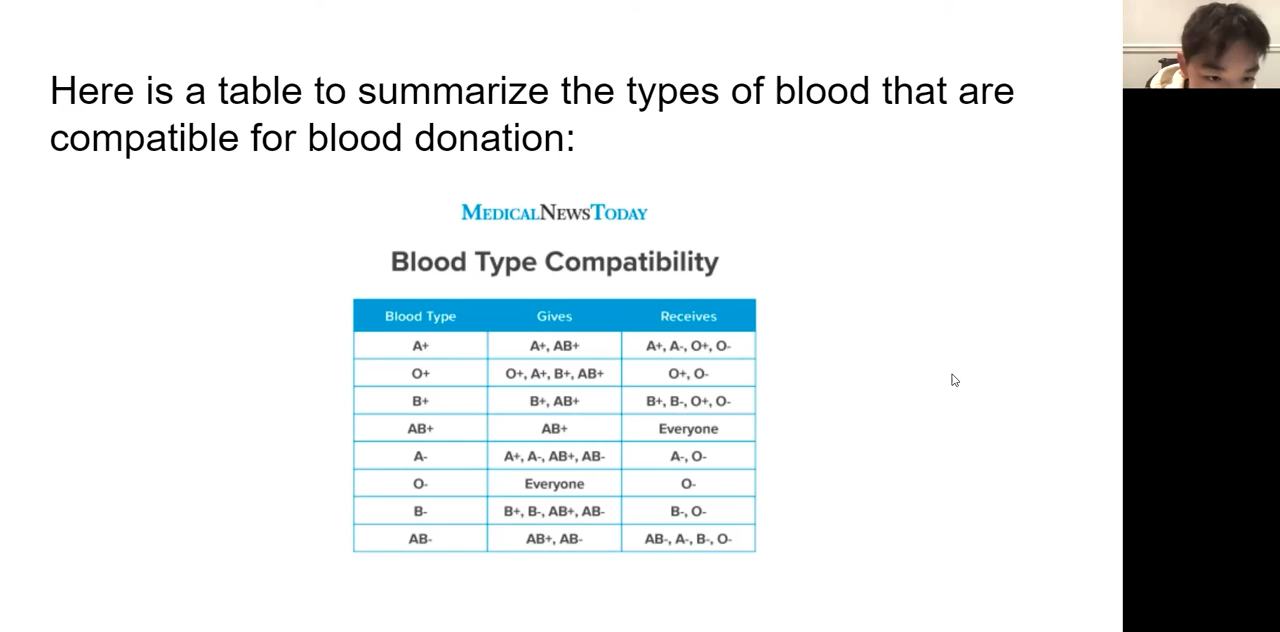 Here is a table to summarize the types of blood that are
compatible for blood donation:
MEDICALNEWSTODAY
Blood Type Compatibility
Blood Type Gives Receives
A+ A+, AB+ A+, A-, O+, O-
O+ O+, A+, B+, AB+ O+, O-
B+ B+, AB+ B+, B-, O+, O-
AB+ AB+ Everyone
A- A+, A-, AB+, AB- A-, O-
O- Everyone O-
B- B+, B-, AB+, AB- B-, O-
AB- AB+, AB- AB-, A-, B-, O-